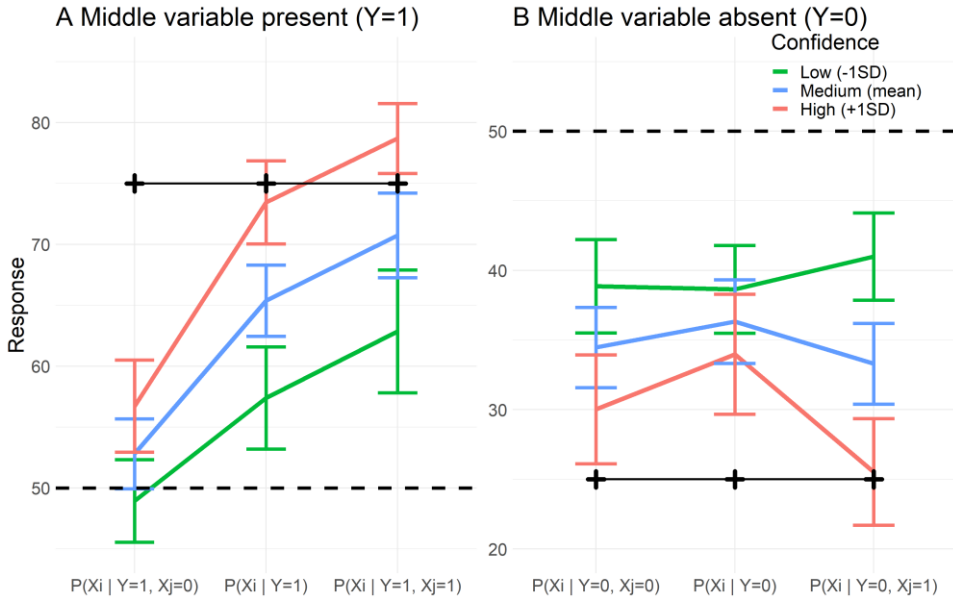 A Middle variable present (Y=1)
B Middle variable absent (Y=0)
Confidence
Low (-1SD)
Medium (mean)
High (+1SD)
Response
80
70
60
50
50
40
30
20
P(Xi | Y=1, Xj=0)
P(Xi | Y=1)
P(Xi | Y=1, Xj=1)
P(Xi | Y=0, Xj=0)
P(Xi | Y=0)
P(Xi | Y=0, Xj=1)